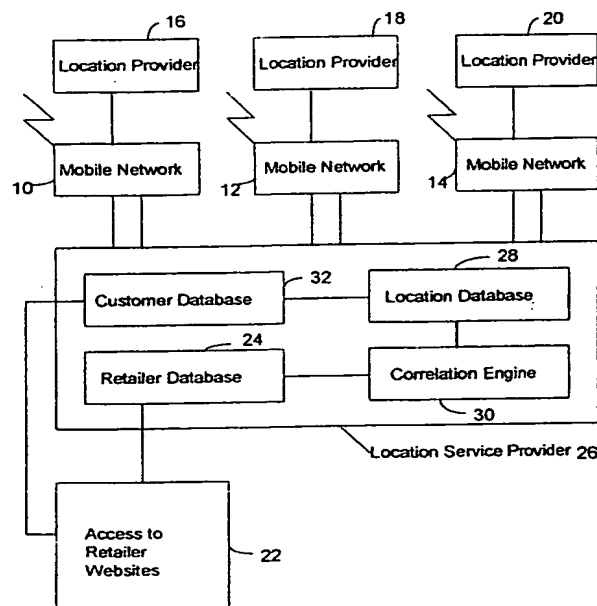 16
18
20
Location Provider
Location Provider
Location Provider
Mobile Network
Mobile Network
Mobile Network
10
12
14
32
28
Customer Database
Location Database
24
Retailer Database
Correlation Engine
30
Location Service Provider 26
Access to
Retailer
Websites
22